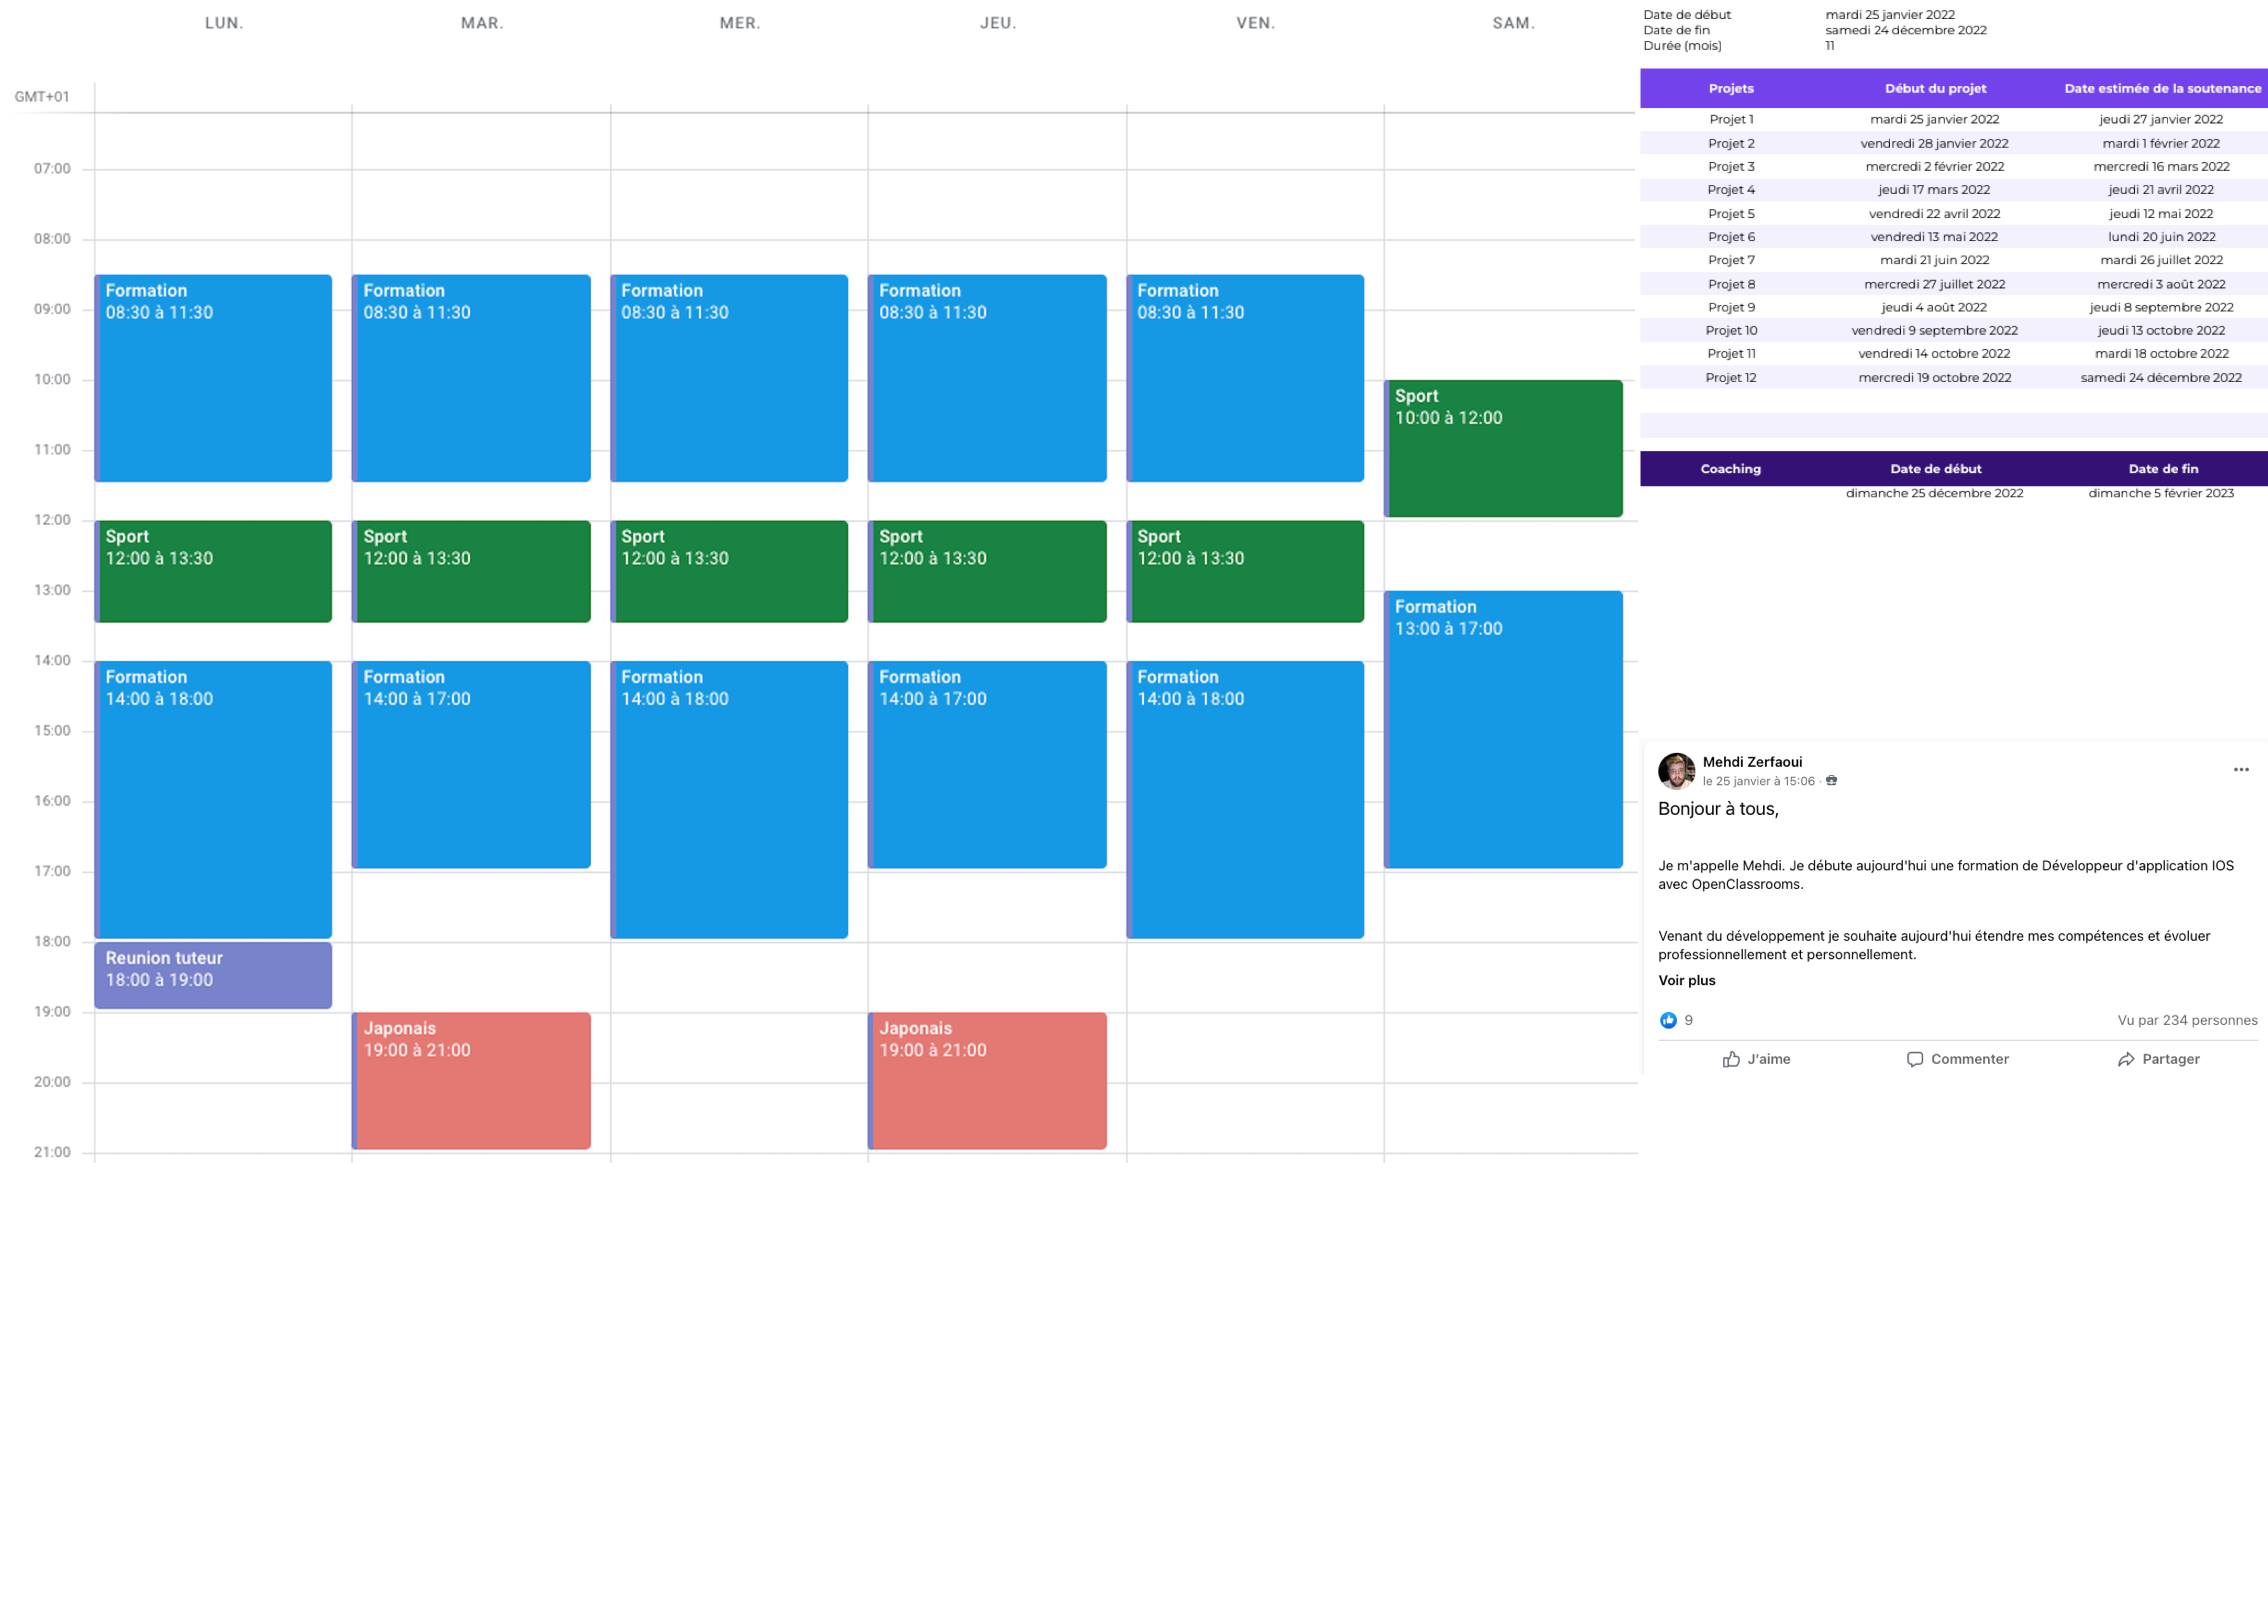 LUN. MAR. MER. JEU. VEN. SAM.
GMT+01
07:00
08:00
09:00
10:00
11:00
12:00
13:00
14:00
15:00
16:00
17:00
18:00
19:00
20:00
21:00
Formation
08:30 à 11:30
Sport
12:00 à 13:30
Formation
14:00 à 18:00
Reunion tuteur
18:00 à 19:00
Formation
08:30 à 11:30
Sport
12:00 à 13:30
Formation
14:00 à 17:00
Japonais
19:00 à 21:00
Formation
08:30 à 11:30
Sport
12:00 à 13:30
Formation
14:00 à 18:00
Formation
08:30 à 11:30
Sport
12:00 à 13:30
Formation
14:00 à 17:00
Japonais
19:00 à 21:00
Formation
08:30 à 11:30
Sport
12:00 à 13:30
Formation
14:00 à 18:00
Sport
10:00 à 12:00
Formation
13:00 à 17:00
Date de début mardi 25 janvier 2022
Date de fin samedi 24 décembre 2022
Durée (mois) 11
Projets Début du projet Date estimée de la soutenance
Projet 1 mardi 25 janvier 2022 jeudi 27 janvier 2022
Projet 2 vendredi 28 janvier 2022 mardi 1 février 2022
Projet 3 mercredi 2 février 2022 mercredi 16 mars 2022
Projet 4 jeudi 17 mars 2022 jeudi 21 avril 2022
Projet 5 vendredi 22 avril 2022 jeudi 12 mai 2022
Projet 6 vendredi 13 mai 2022 lundi 20 juin 2022
Projet 7 mardi 21 juin 2022 mardi 26 juillet 2022
Projet 8 mercredi 27 juillet 2022 mercredi 3 août 2022
Projet 9 jeudi 4 août 2022 jeudi 8 septembre 2022
Projet 10 vendredi 9 septembre 2022 jeudi 13 octobre 2022
Projet 11 vendredi 14 octobre 2022 mardi 18 octobre 2022
Projet 12 mercredi 19 octobre 2022 samedi 24 décembre 2022
Coaching Date de début Date de fin
dimanche 25 décembre 2022 dimanche 5 février 2023
Mehdi Zerfaoui
le 25 janvier à 15:06 ·
Bonjour à tous,
Je m'appelle Mehdi. Je débute aujourd'hui une formation de Développeur d'application IOS
avec OpenClassrooms.
Venant du développement je souhaite aujourd'hui étendre mes compétences et évoluer
professionnellement et personnellement.
Voir plus
9 Vu par 234 personnes
J'aime Commenter Partager